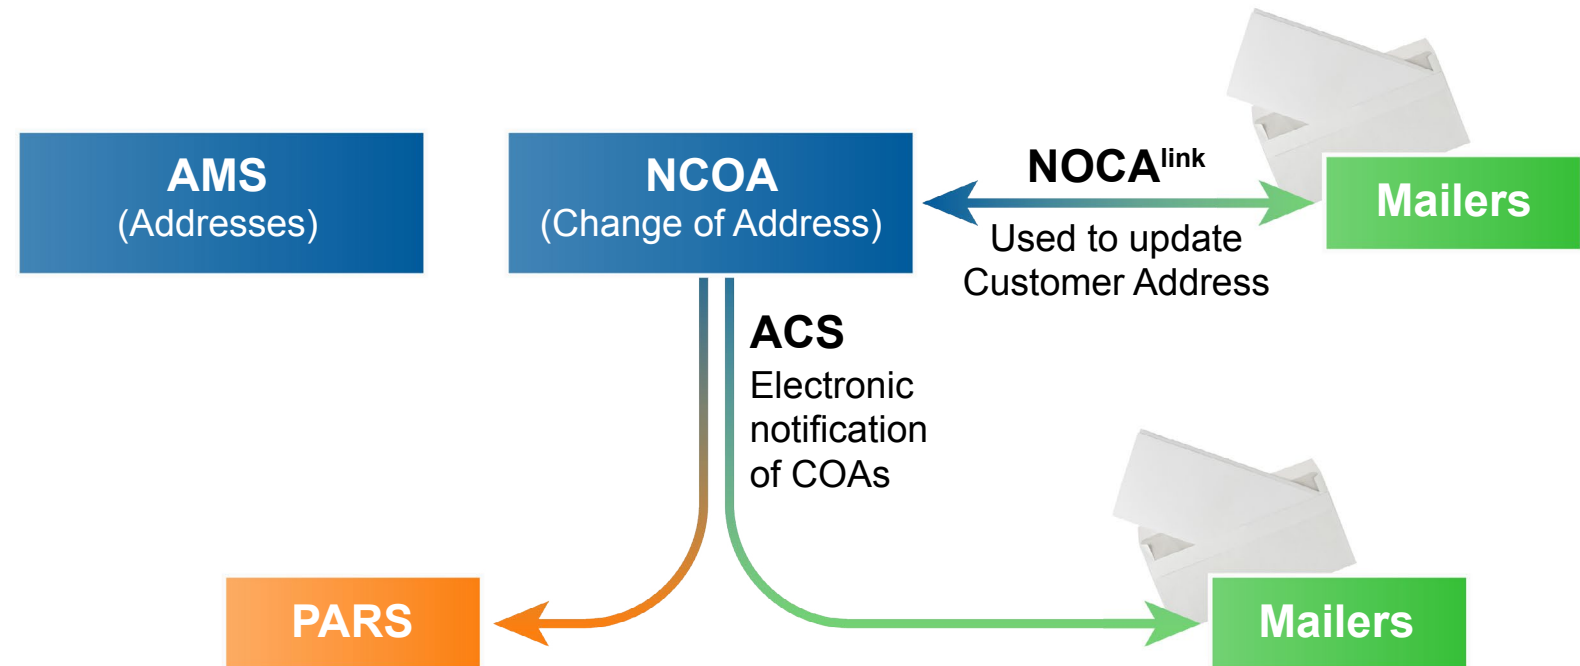 AMS
(Addresses)
NCOA
(Change of Address)
NOCAlink
Used to update
Customer Address
Mailers
ACS
Electronic
notification
of COAs
PARS
Mailers